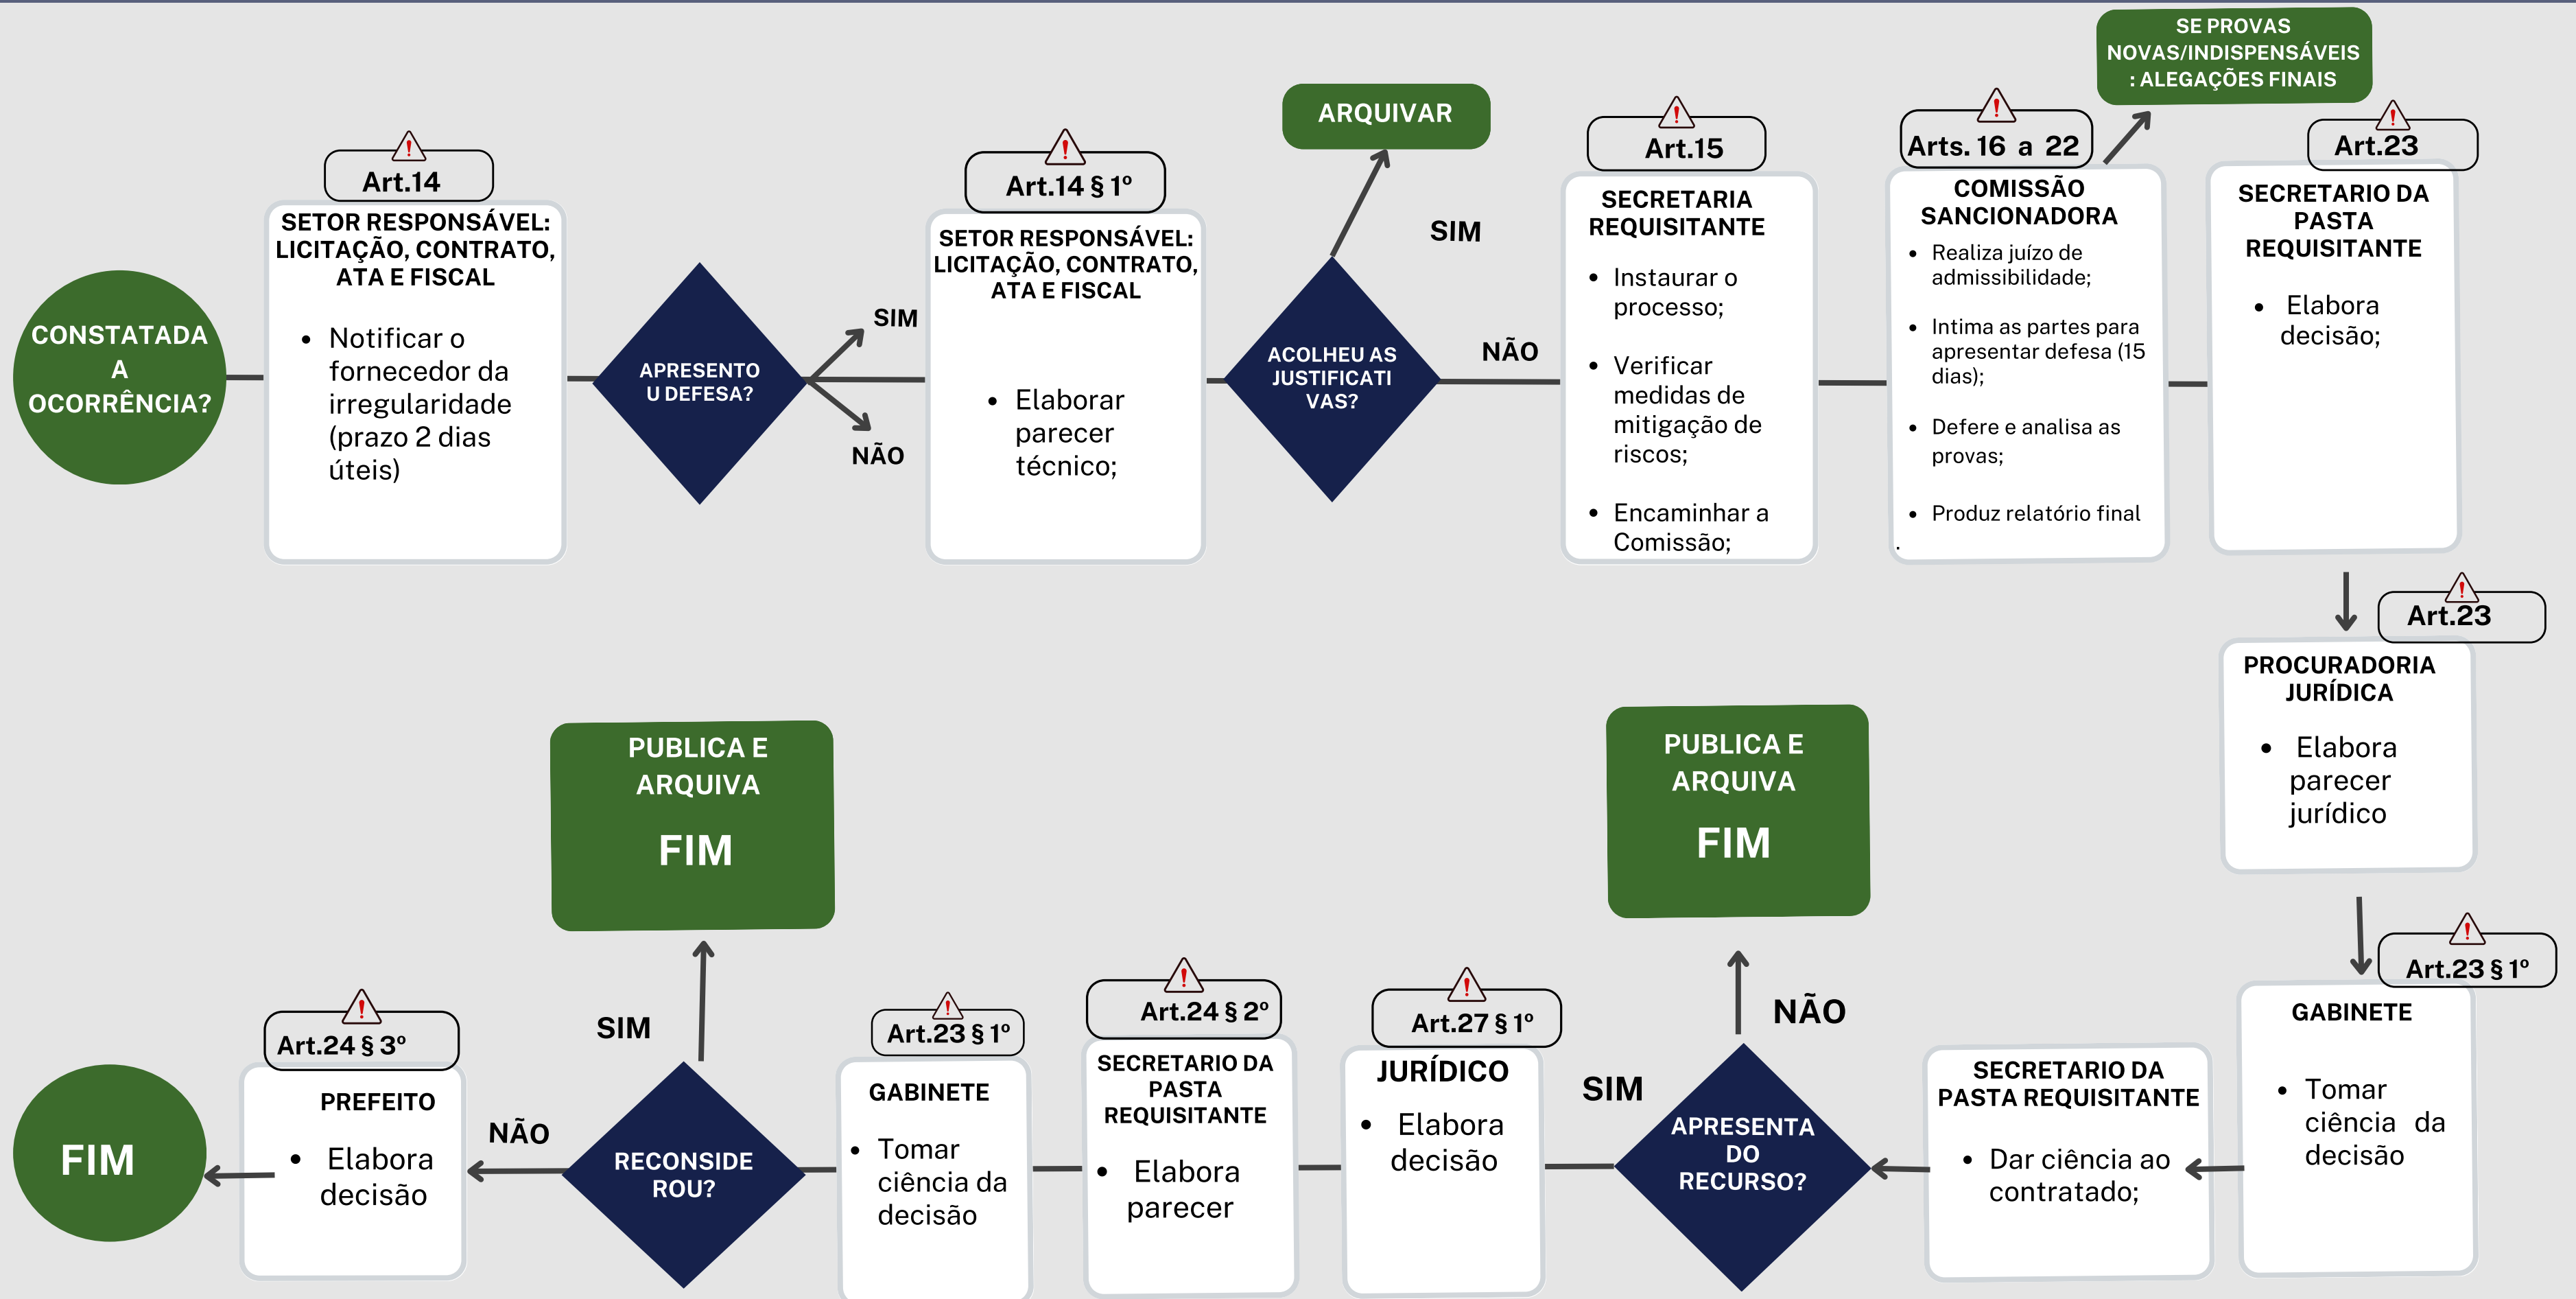 CONSTATADA
A
OCORRÊNCIA?
Art.14
SETOR RESPONSÁVEL:
LICITAÇÃO, CONTRATO,
ATA E FISCAL
• Notificar o
fornecedor da
irregularidade
(prazo 2 dias
úteis)
APRESENTO
U DEFESA?
SIM
NÃO
Art.14 § 1º
SETOR RESPONSÁVEL:
LICITAÇÃO, CONTRATO,
ATA E FISCAL
• Elaborar
parecer
técnico;
ACOLHEU AS
JUSTIFICATI
VAS?
ARQUIVAR
SIM
NÃO
Art.15
SECRETARIA
REQUISITANTE
• Instaurar o
processo;
• Verificar
medidas de
mitigação de
riscos;
• Encaminhar a
Comissão;
Arts. 16 a 22
COMISSÃO
SANCIONADORA
• Realiza juízo de
admissibilidade;
• Intima as partes para
apresentar defesa (15
dias);
• Defere e analisa as
provas;
• Produz relatório final
.
SE PROVAS
NOVAS/INDISPENSÁVEIS
: ALEGAÇÕES FINAIS
Art.23
SECRETARIO DA
PASTA
REQUISITANTE
• Elabora
decisão;
Art.23
PROCURADORIA
JURÍDICA
• Elabora
parecer
jurídico
Art.23 § 1º
GABINETE
• Tomar
ciência da
decisão
SECRETARIO DA
PASTA REQUISITANTE
• Dar ciência ao
contratado;
APRESENTA
DO
RECURSO?
NÃO
PUBLICA E
ARQUIVA
FIM
SIM
Art.27 § 1º
JURÍDICO
• Elabora
decisão
Art.24 § 2º
SECRETARIO DA
PASTA
REQUISITANTE
• Elabora
parecer
Art.23 § 1º
GABINETE
• Tomar
ciência da
decisão
RECONSIDE
ROU?
SIM
PUBLICA E
ARQUIVA
FIM
NÃO
Art.24 § 3º
PREFEITO
• Elabora
decisão
FIM